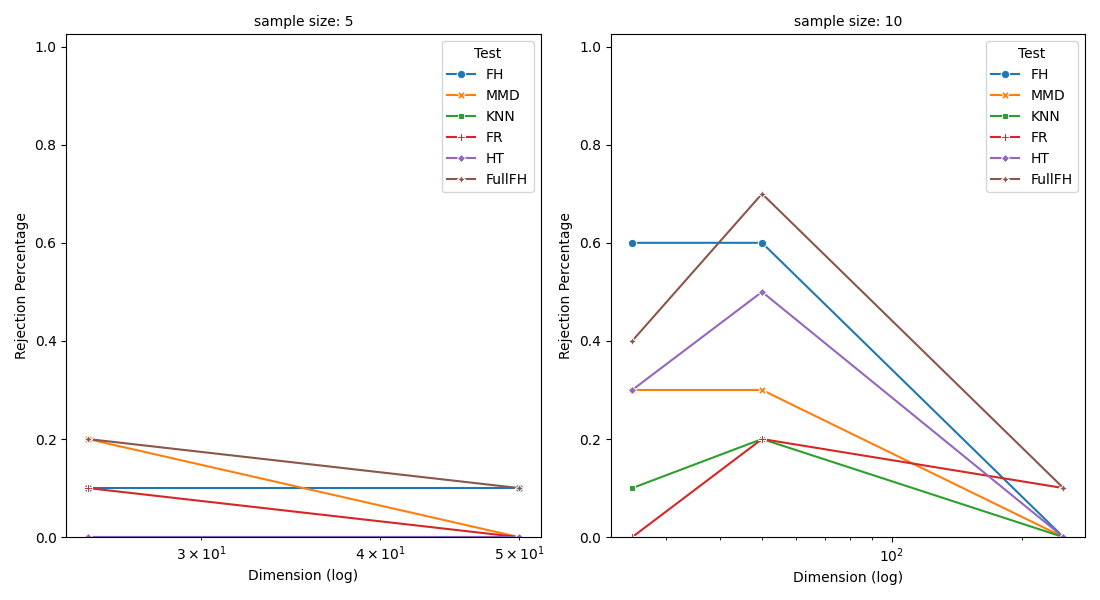 sample size: 5
1.0
0.8
0.6
0.4
0.2
0.0
Rejection Percentage
Test
FH
MMD
KNN
FR
HT
FullFH
3 × 10¹
4 × 10¹
5 × 10¹
Dimension (log)
sample size: 10
1.0
0.8
0.6
0.4
0.2
0.0
Rejection Percentage
Test
FH
MMD
KNN
FR
HT
FullFH
10²
Dimension (log)